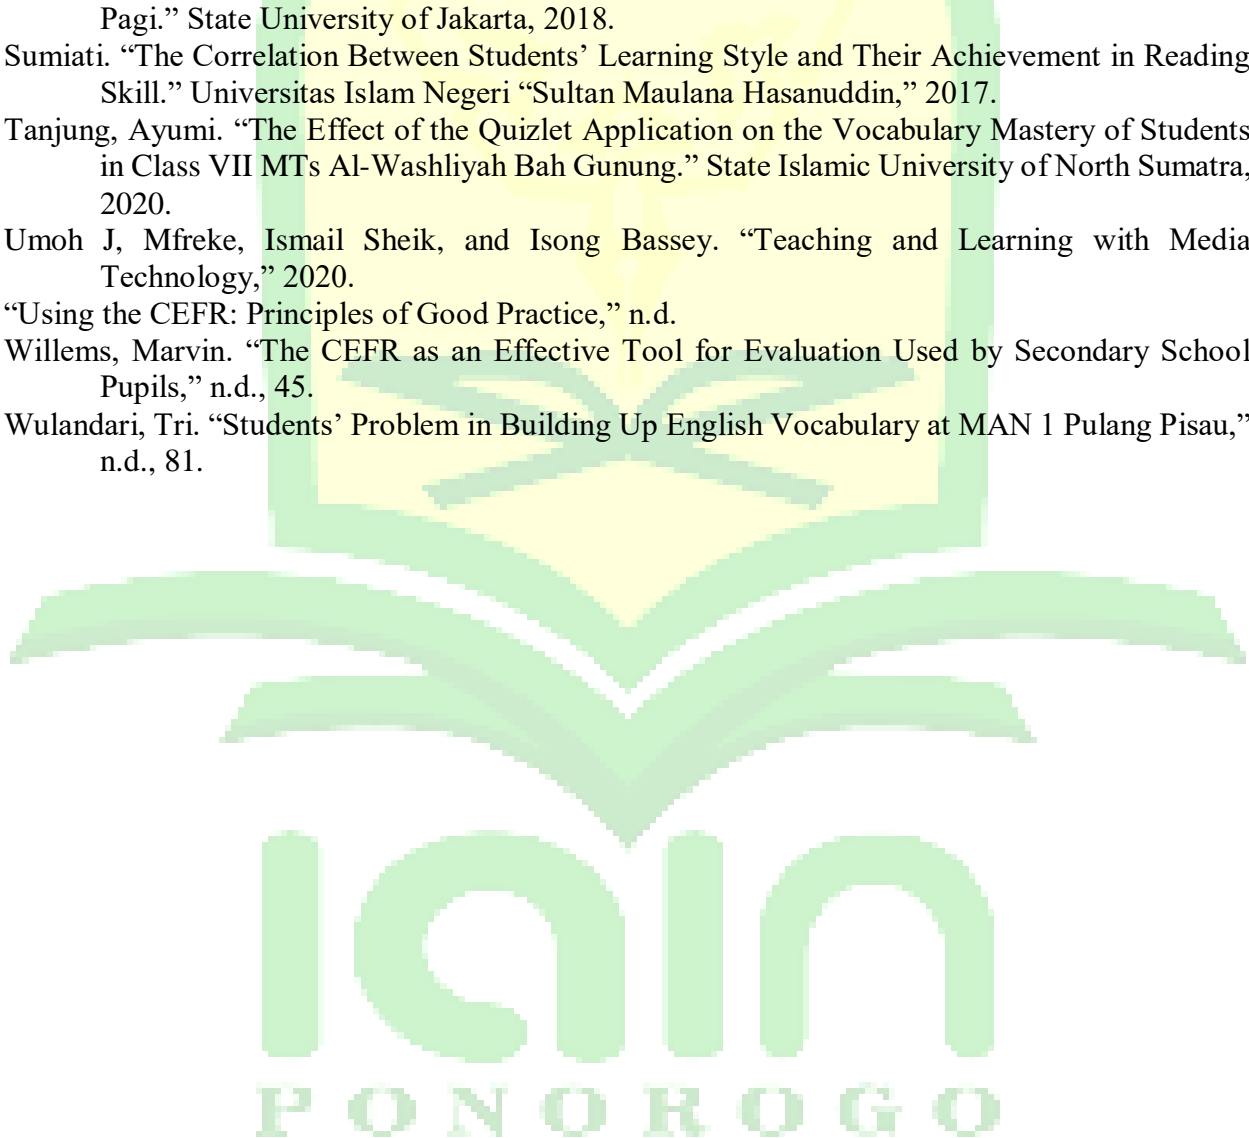 Pagi.” State University of Jakarta, 2018.
Sumiati. “The Correlation Between Students’ Learning Style and Their Achievement in Reading
Skill.” Universitas Islam Negeri “Sultan Maulana Hasanuddin,” 2017.
Tanjung, Ayumi. “The Effect of the Quizlet Application on the Vocabulary Mastery of Students
in Class VII MTs Al-Washliyah Bah Gunung.” State Islamic University of North Sumatra,
2020.
Umoh J, Mfreke, Ismail Sheik, and Isong Bassey. “Teaching and Learning with Media
Technology,” 2020.
“Using the CEFR: Principles of Good Practice,” n.d.
Willems, Marvin. “The CEFR as an Effective Tool for Evaluation Used by Secondary School
Pupils,” n.d., 45.
Wulandari, Tri. “Students’ Problem in Building Up English Vocabulary at MAN 1 Pulang Pisau,”
n.d., 81.
iain
PONOROGO